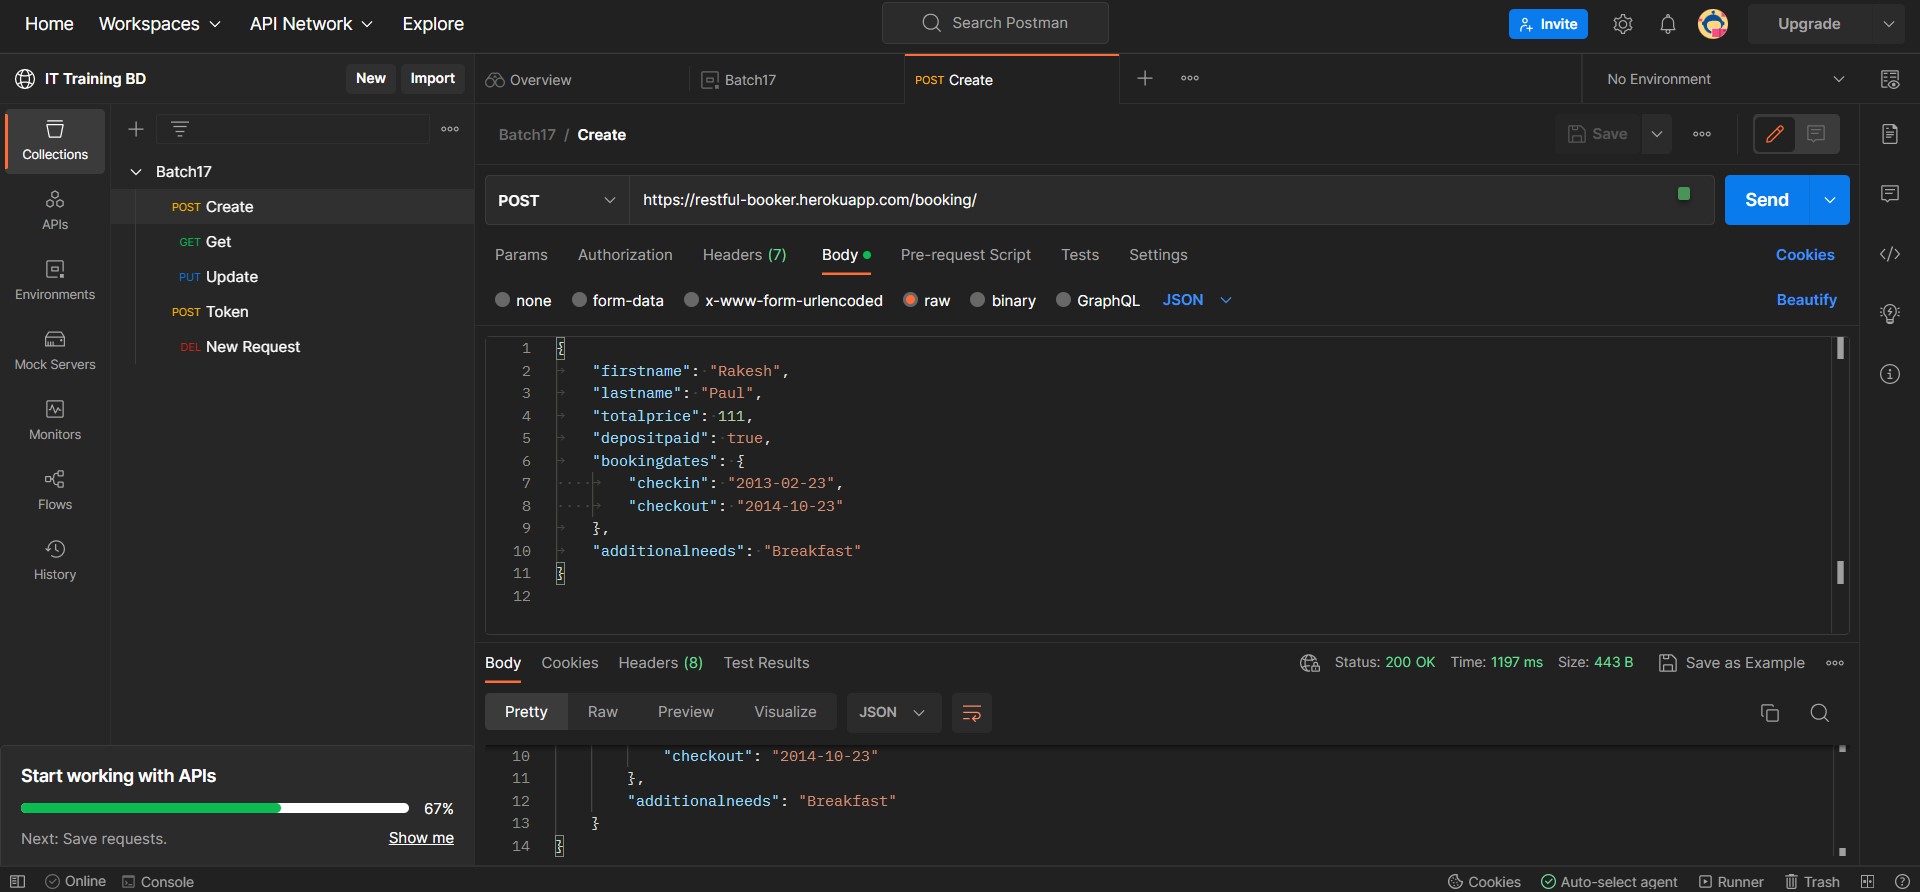 Home Workspaces API Network Explore Search Postman Invite Upgrade
IT Training BD New Import Overview Batch17 POST Create No Environment
Collections
APIs
Environments
Mock Servers
Monitors
Flows
History
Batch17
POST Create
GET Get
PUT Update
POST Token
DEL New Request
Batch17 / Create Save
POST https://restful-booker.herokuapp.com/booking/ Send
Params Authorization Headers (7) Body Pre-request Script Tests Settings Cookies
none form-data x-www-form-urlencoded raw binary GraphQL JSON Beautify
1 {
2 "firstname": "Rakesh",
3 "lastname": "Paul",
4 "totalprice": 111,
5 "depositpaid": true,
6 "bookingdates": {
7 "checkin": "2013-02-23",
8 "checkout": "2014-10-23"
9 },
10 "additionalneeds": "Breakfast"
11 }
12
Body Cookies Headers (8) Test Results Status: 200 OK Time: 1197 ms Size: 443 B Save as Example
Pretty Raw Preview Visualize JSON
10 "checkout": "2014-10-23"
11 },
12 "additionalneeds": "Breakfast"
13 }
14 }
Start working with APIs
67%
Next: Save requests. Show me
Online Console Cookies Auto-select agent Runner Trash